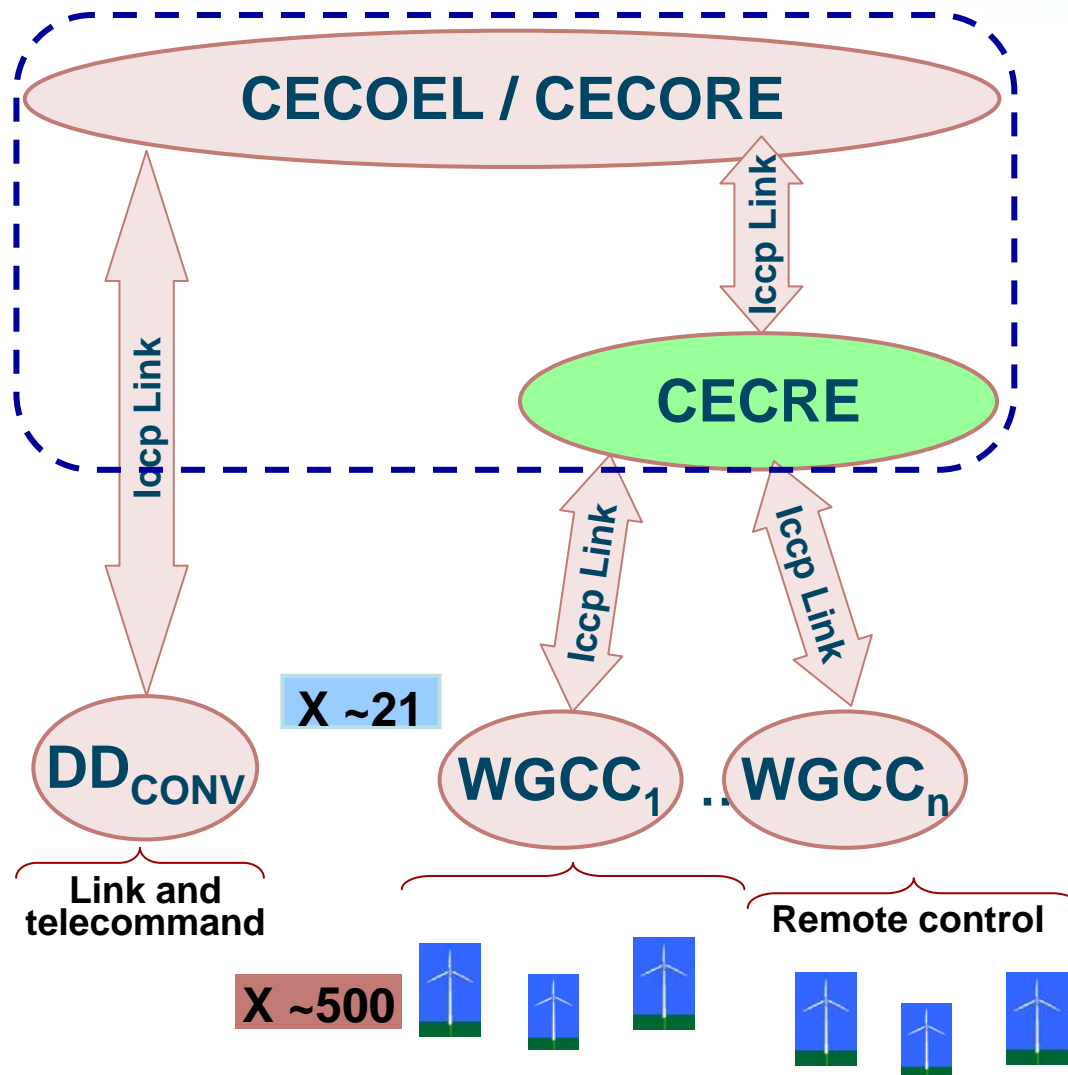 CECOEL / CECORE
Iccp Link
Iccp Link
CECRE
Iccp Link
Iccp Link
X ~21
DDCONV
WGCC1
..
WGCCn
Link and
telecommand
Remote control
X ~500